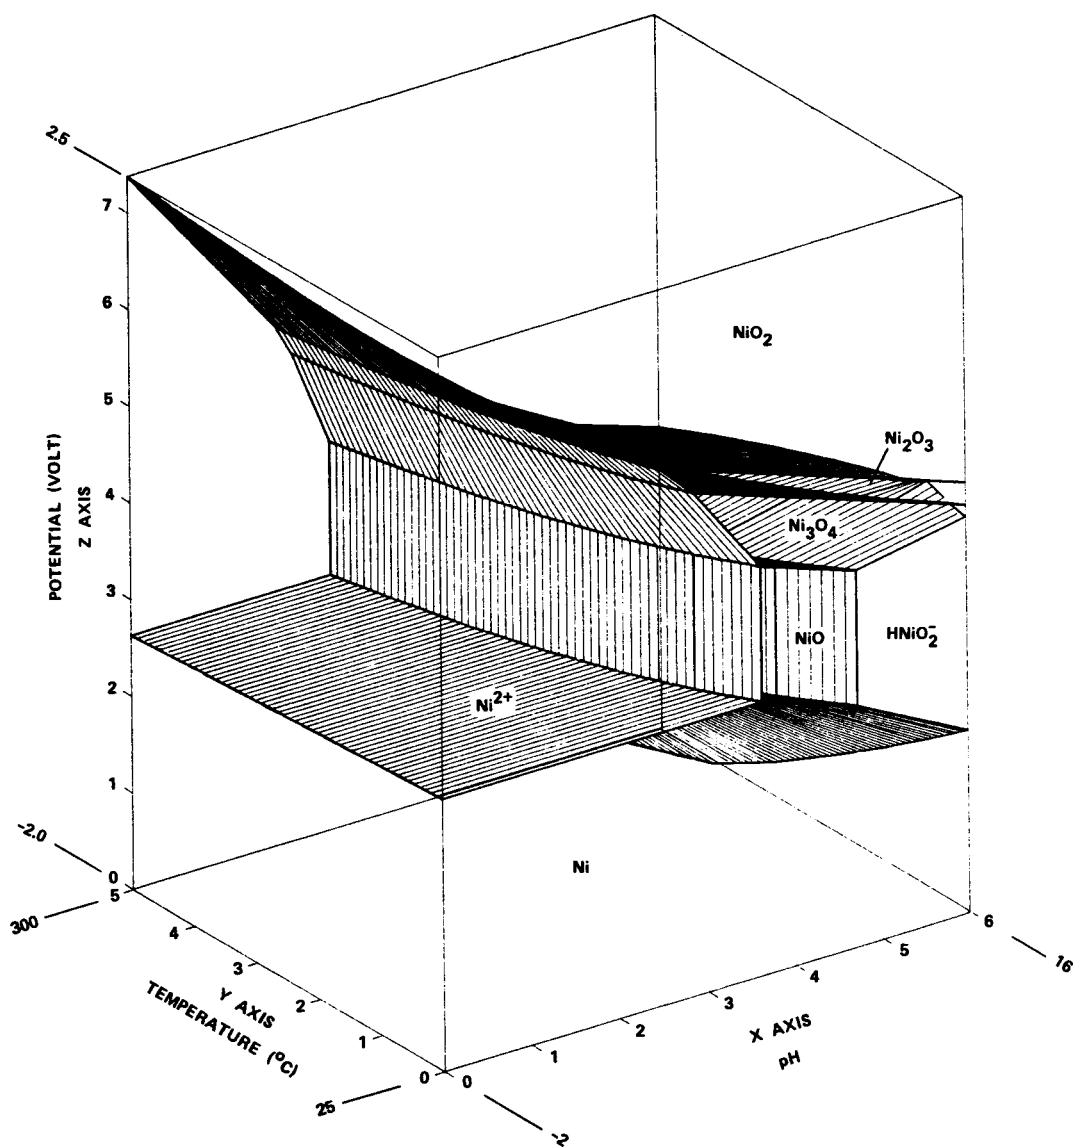 2.5
7
6
5
4
3
2
1
0
POTENTIAL (VOLT)
Z AXIS
-2.0
300
5
4
3
2
1
0
Y AXIS
TEMPERATURE (°C)
25
0
1
2
3
4
5
6
X AXIS
pH
-2
16
NiO2
Ni2O3
Ni3O4
NiO
HNiO2-
Ni2+
Ni